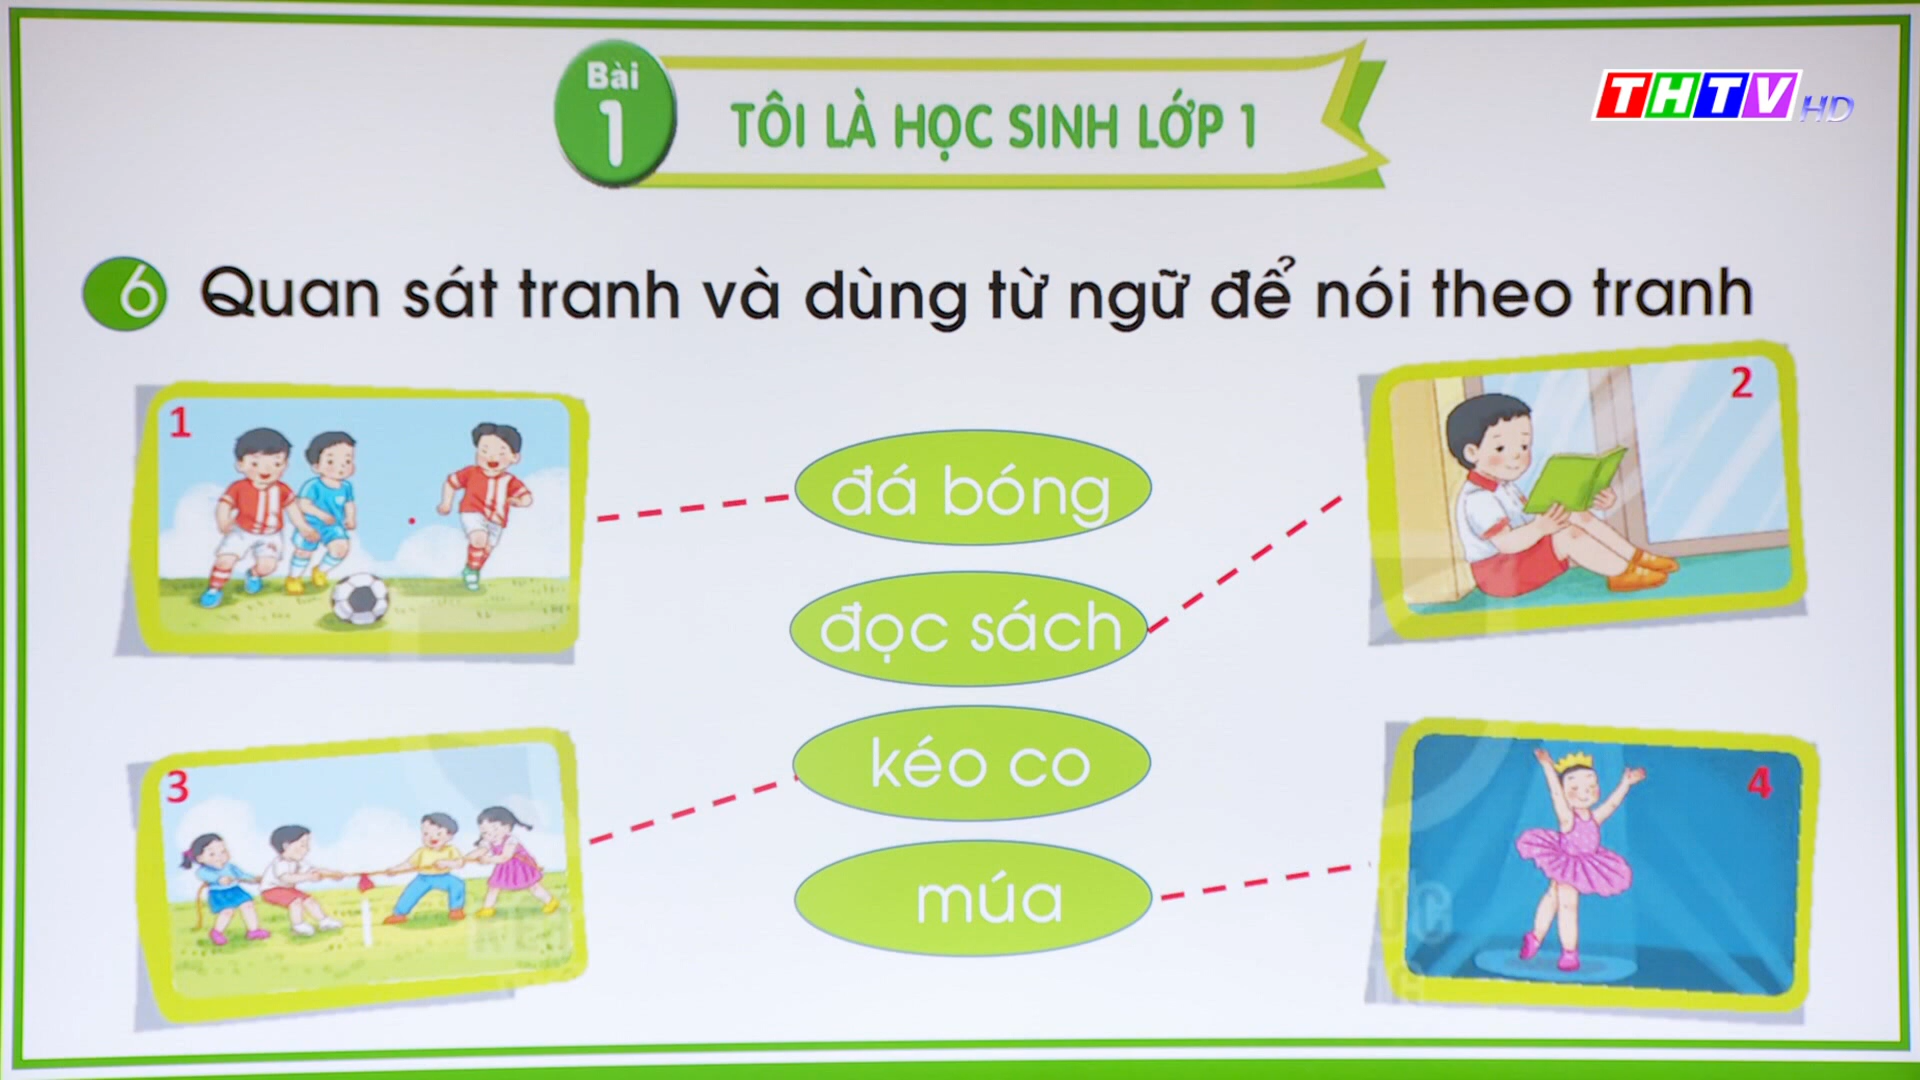 Bài
1
TÔI LÀ HỌC SINH LỚP 1
THTV HD
6 Quan sát tranh và dùng từ ngữ để nói theo tranh
1
2
đá bóng
đọc sách
3
4
kéo co
múa